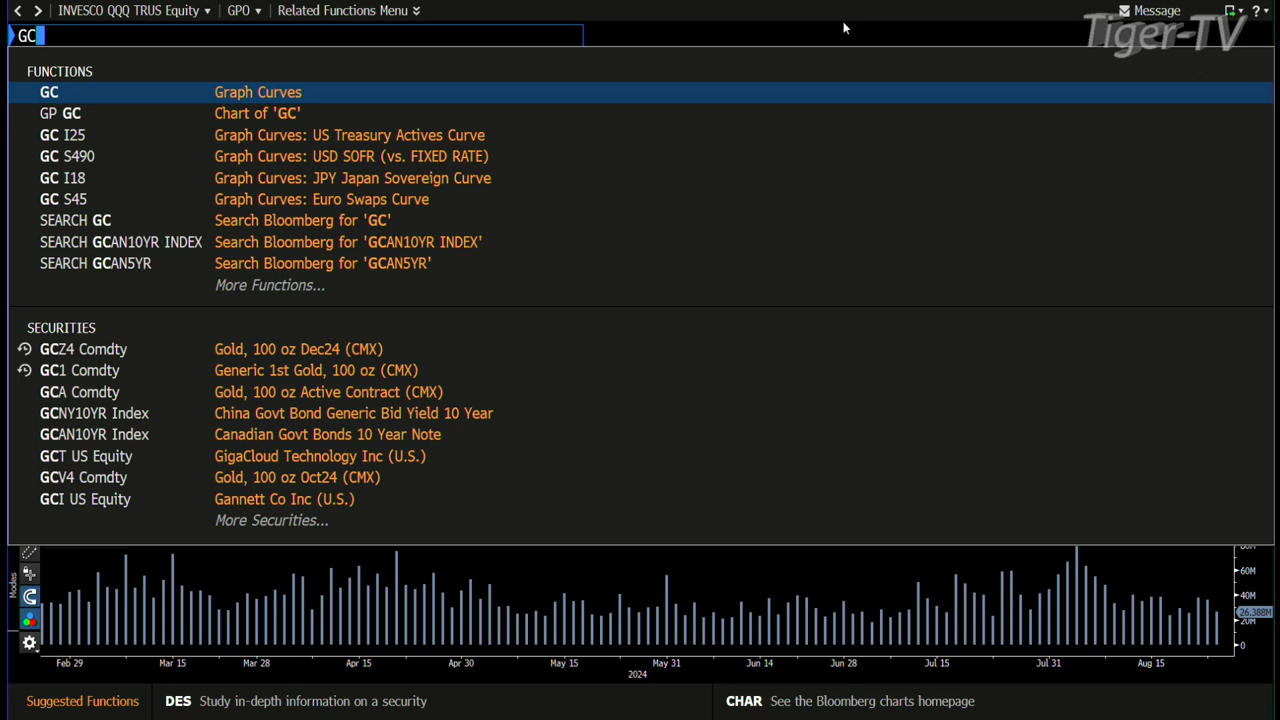 INVESCO QQQ TRUS Equity GPO Related Functions Menu Message ?
Tiger-TV
GC
FUNCTIONS
GC Graph Curves
GP GC Chart of 'GC'
GC I25 Graph Curves: US Treasury Actives Curve
GC S490 Graph Curves: USD SOFR (vs. FIXED RATE)
GC I18 Graph Curves: JPY Japan Sovereign Curve
GC S45 Graph Curves: Euro Swaps Curve
SEARCH GC Search Bloomberg for 'GC'
SEARCH GCAN10YR INDEX Search Bloomberg for 'GCAN10YR INDEX'
SEARCH GCAN5YR Search Bloomberg for 'GCAN5YR'
More Functions...
SECURITIES
GCZ4 Comdty Gold, 100 oz Dec24 (CMX)
GC1 Comdty Generic 1st Gold, 100 oz (CMX)
GCA Comdty Gold, 100 oz Active Contract (CMX)
GCNY10YR Index China Govt Bond Generic Bid Yield 10 Year
GCAN10YR Index Canadian Govt Bonds 10 Year Note
GCT US Equity GigaCloud Technology Inc (U.S.)
GCV4 Comdty Gold, 100 oz Oct24 (CMX)
GCI US Equity Gannett Co Inc (U.S.)
More Securities...
Modes
80M
60M
40M
26.388M
20M
0
Feb 29 Mar 15 Mar 28 Apr 15 Apr 30 May 15 May 31 Jun 14 Jun 28 Jul 15 Jul 31 Aug 15
2024
Suggested Functions DES Study in-depth information on a security CHAR See the Bloomberg charts homepage